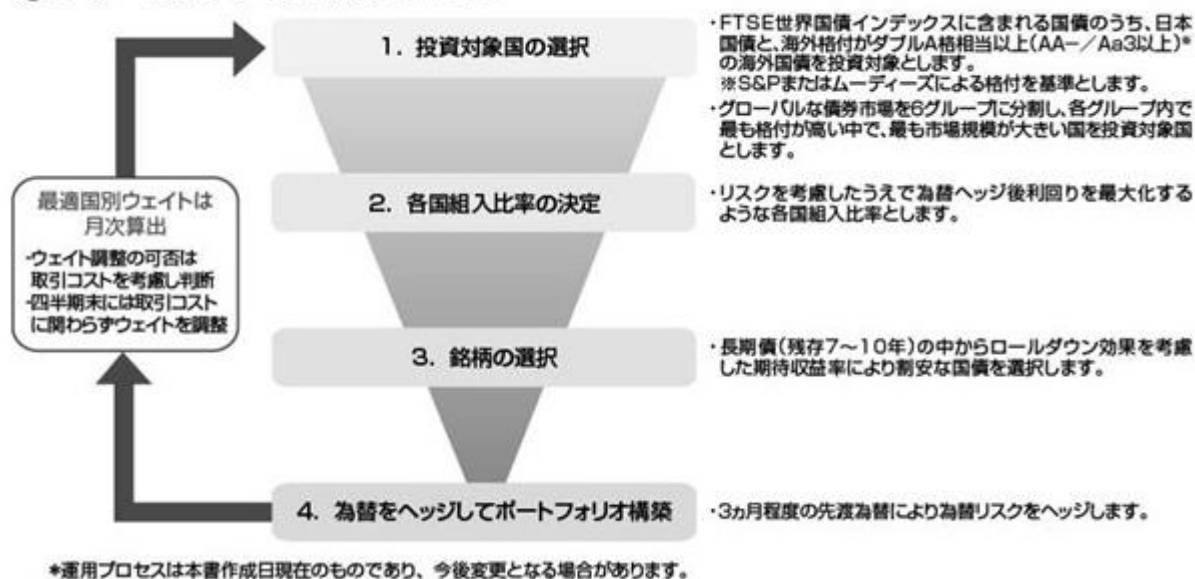 1. 投資対象国の選択
・FTSE世界国債インデックスに含まれる国債のうち、日本
国債と、海外格付がダブルA格相当以上(AA−／Aa3以上)*
の海外国債を投資対象とします。
※S&Pまたはムーディーズによる格付を基準とします。
・グローバルな債券市場を6グループに分割し、各グループ内で
最も格付が高い中で、最も市場規模が大きい国を投資対象国
とします。
2. 各国組入比率の決定
・リスクを考慮したうえで為替ヘッジ後利回りを最大化する
ような各国組入比率とします。
最適国別ウェイトは
月次算出
・ウェイト調整の可否は
取引コストを考慮し判断
・四半期末には取引コスト
に関わらずウェイトを調整
3. 銘柄の選択
・長期債(残存7〜10年)の中からロールダウン効果を考慮
した期待収益率により割安な国債を選択します。
4. 為替をヘッジしてポートフォリオ構築
・3ヵ月程度の先渡為替により為替リスクをヘッジします。
*運用プロセスは本書作成日現在のものであり、今後変更となる場合があります。